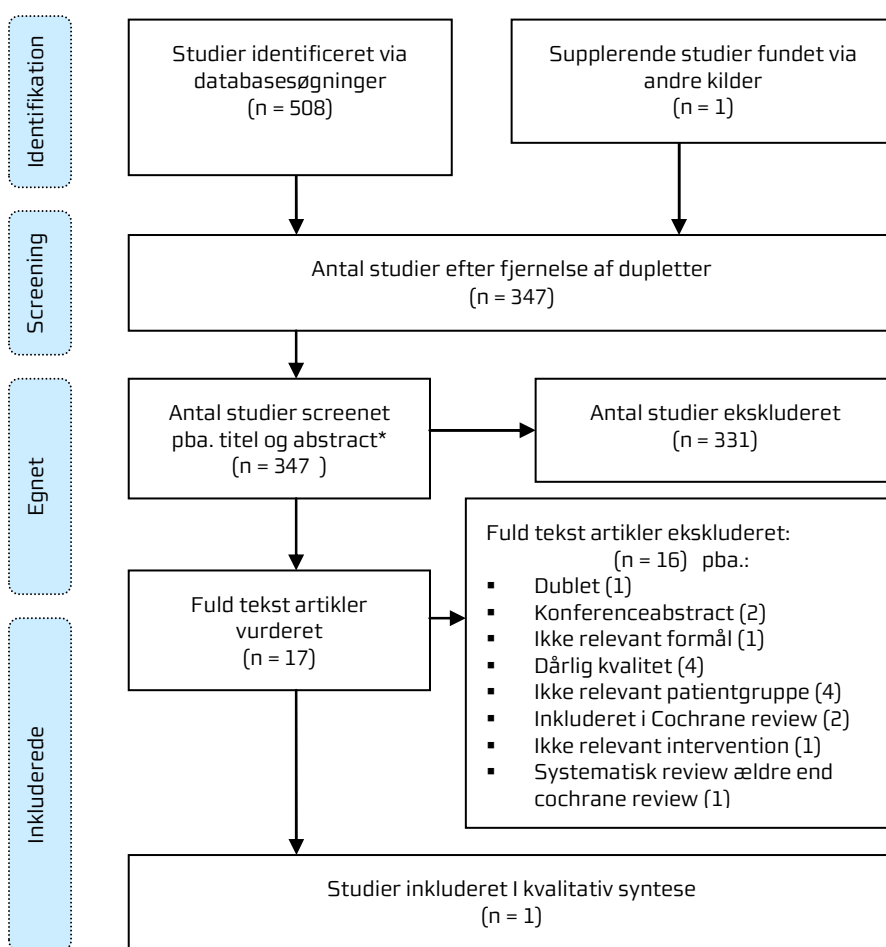 Identifikation
Studier identificeret via
databasesøgninger
(n = 508)
Supplerende studier fundet via
andre kilder
(n = 1)
Screening
Antal studier efter fjernelse af dupletter
(n = 347)
Egnet
Antal studier screenet
pba. titel og abstract*
(n = 347  )
Antal studier ekskluderet
(n = 331)
Fuld tekst artikler
vurderet
(n = 17)
Fuld tekst artikler ekskluderet:
(n = 16)  pba.:
▪ Dublet (1)
▪ Konferenceabstract (2)
▪ Ikke relevant formål (1)
▪ Dårlig kvalitet (4)
▪ Ikke relevant patientgruppe (4)
▪ Inkluderet i Cochrane review (2)
▪ Ikke relevant intervention (1)
▪ Systematisk review ældre end
cochrane review (1)
Inkluderede
Studier inkluderet I kvalitativ syntese
(n = 1)